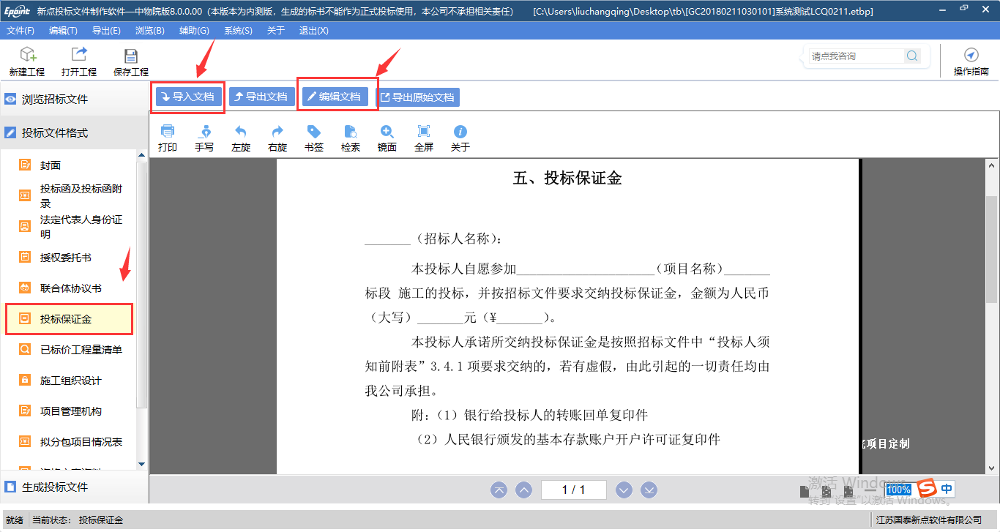 Epoint 新点投标文件制作软件—中物院版8.0.0.00（本版本为内测版，生成的标书不能作为正式投标使用，本公司不承担相关责任） [C:\Users\liuchangqing\Desktop\tb\[GC20180211030101]系统测试LCQ0211.etbp]
文件(F) 编辑(T) 导出(E) 浏览(B) 辅助(G) 系统(S) 关于 退出(X)
请点我咨询
新建工程 打开工程 保存工程 操作指南
浏览招标文件
导入文档 导出文档 编辑文档 导出原始文档
投标文件格式
打印 手写 左旋 右旋 书签 检索 镜面 全屏 关于
封面
投标函及投标函附
录
法定代表人身份证
明
授权委托书
联合体协议书
投标保证金
已标价工程量清单
施工组织设计
项目管理机构
拟分包项目情况表
生成投标文件
五、投标保证金
______（招标人名称）：
本投标人自愿参加__________________（项目名称）______
标段 施工的投标，并按招标文件要求交纳投标保证金，金额为人民币
（大写）______元（¥______）。
本投标人承诺所交纳投标保证金是按照招标文件中“投标人须
知前附表”3.4.1 项要求交纳的，若有虚假，由此引起的一切责任均由
我公司承担。
附：（1）银行给投标人的转账回单复印件
（2）人民银行颁发的基本存款账户开户许可证复印件
项目定制
1 / 1
激活 Windows
100% S 中
转到“设置”以激活 Windows。
就绪 当前状态： 投标保证金 江苏国泰新点软件有限公司